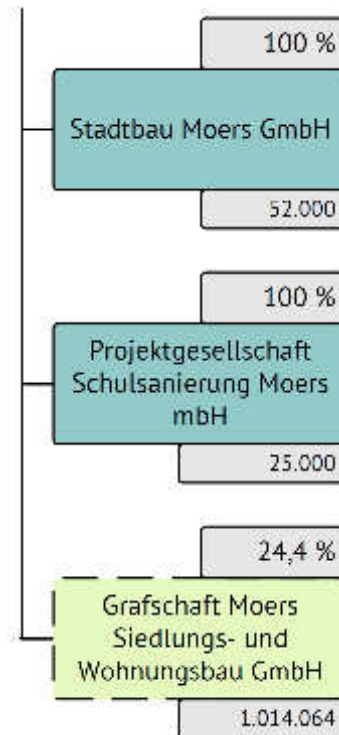 100 %
Stadtbau Moers GmbH
52.000
100 %
Projektgesellschaft
Schulsanierung Moers
mbH
25.000
24,4 %
Grafschaft Moers
Siedlungs- und
Wohnungsbau GmbH
1.014.064